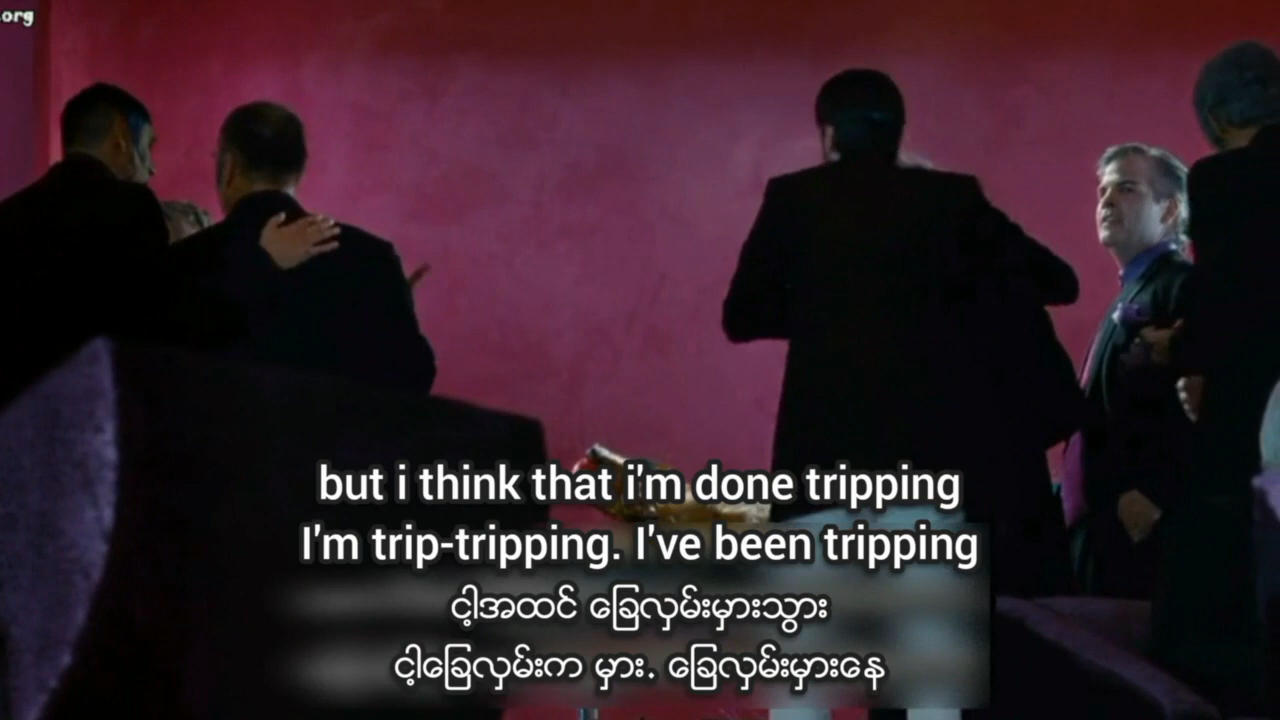 .org
but i think that i'm done tripping
I'm trip-tripping. I've been tripping
ငါ့အထင် ခြေလှမ်းမှားသွား
ငါ့ခြေလှမ်းက မှား. ခြေလှမ်းမှားနေ